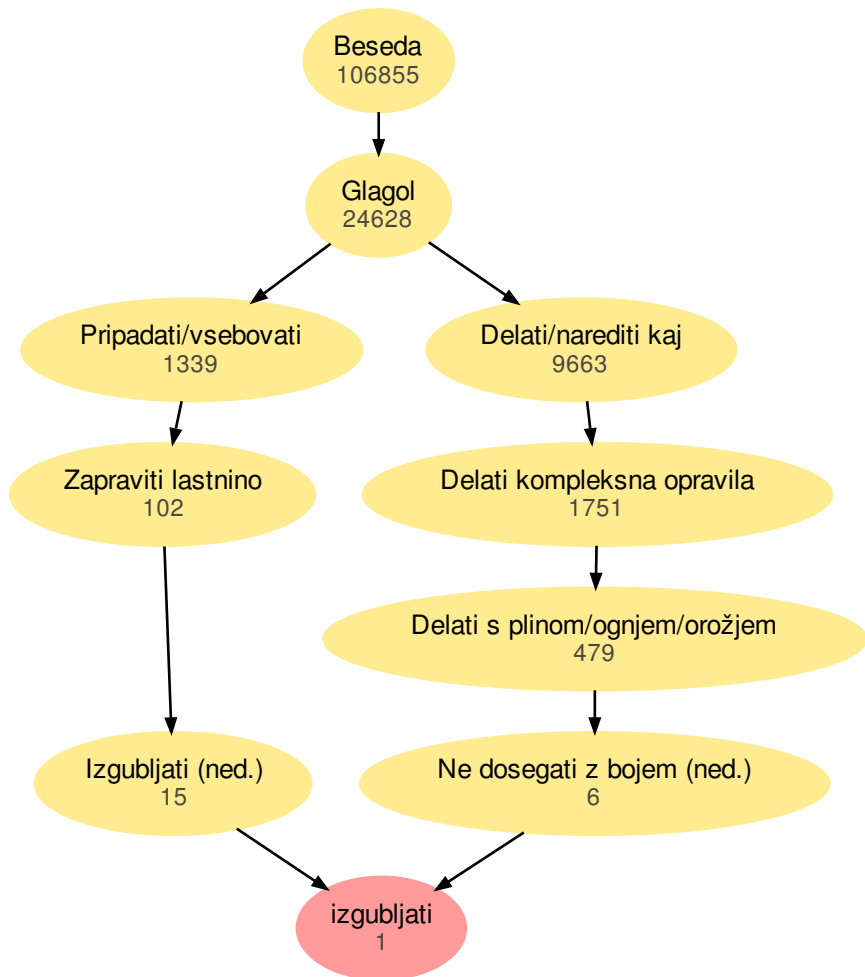 Beseda
106855
Glagol
24628
Pripadati/vsebovati
1339
Delati/narediti kaj
9663
Zapraviti lastnino
102
Delati kompleksna opravila
1751
Delati s plinom/ognjem/orožjem
479
Izgubljati (ned.)
15
Ne dosegati z bojem (ned.)
6
izgubljati
1